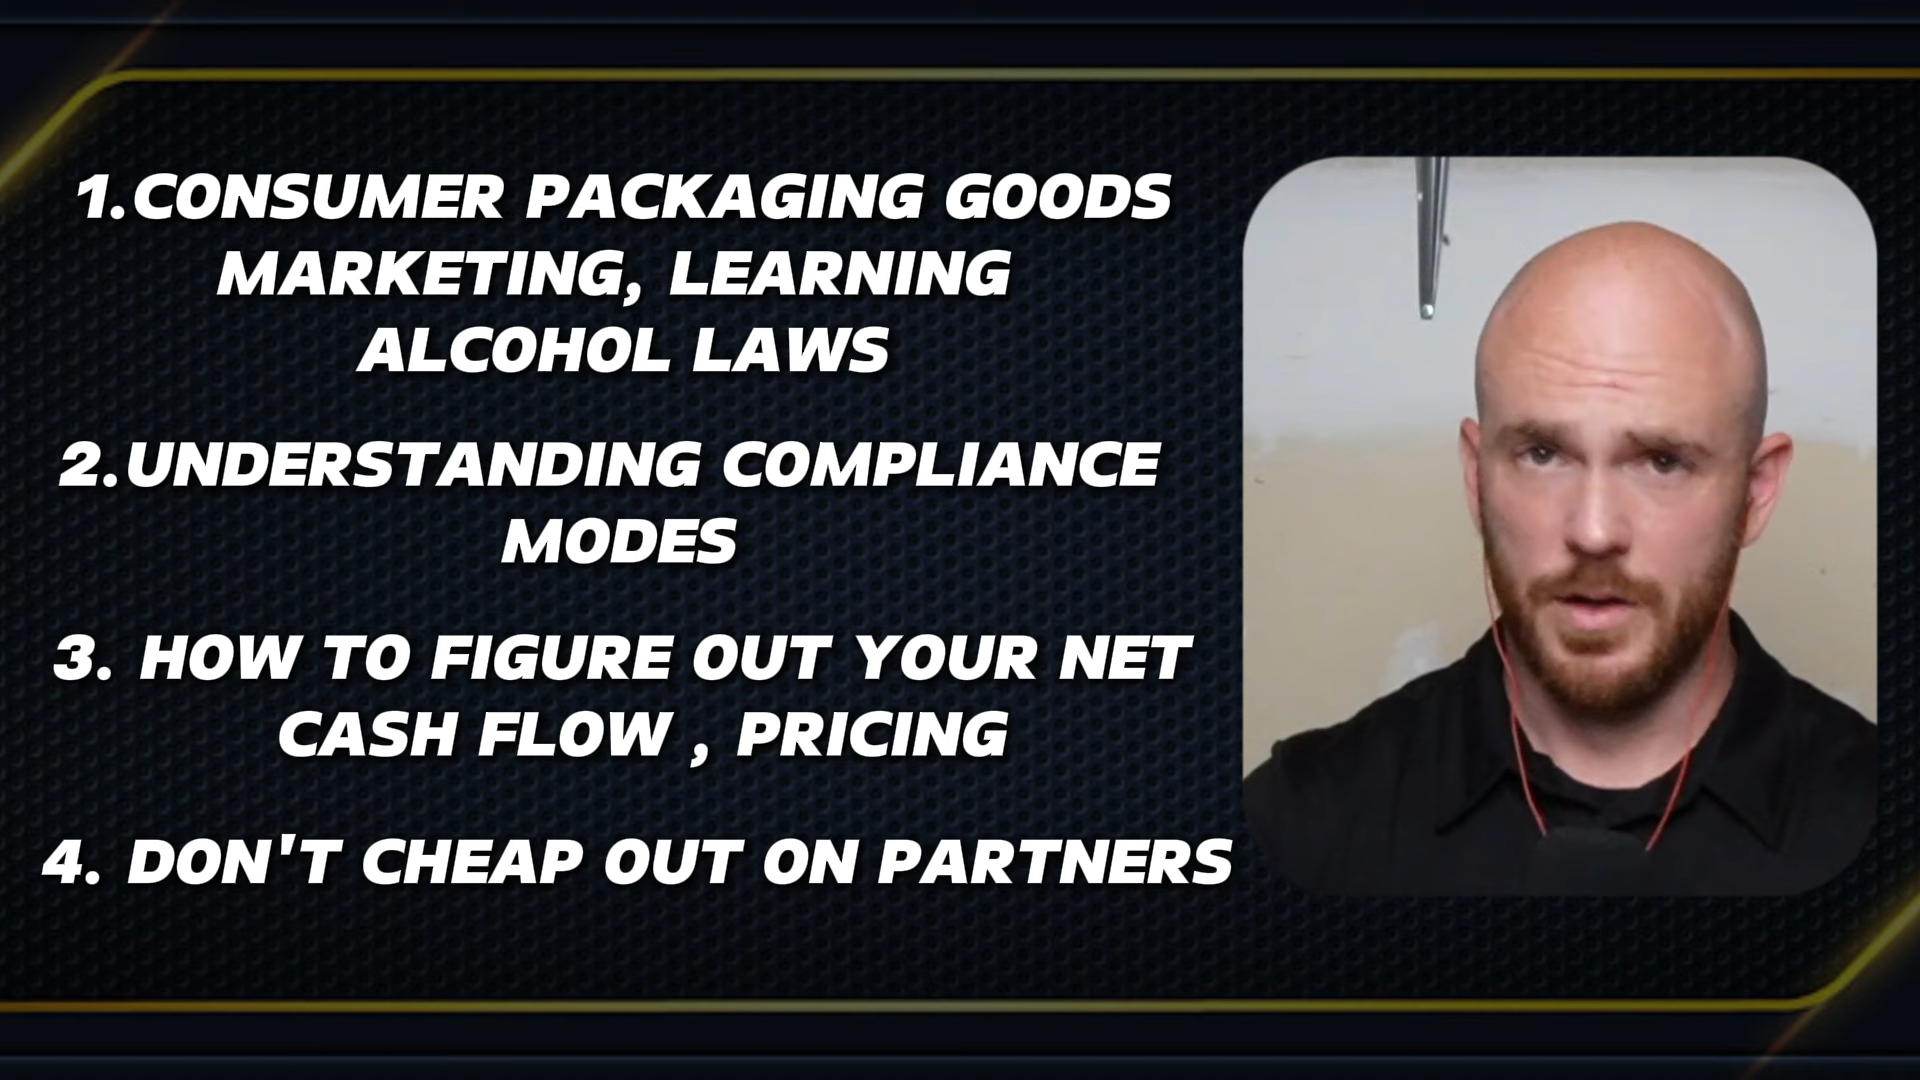 1.CONSUMER PACKAGING GOODS
MARKETING, LEARNING
ALCOHOL LAWS
2.UNDERSTANDING COMPLIANCE
MODES
3. HOW TO FIGURE OUT YOUR NET
CASH FLOW , PRICING
4. DON'T CHEAP OUT ON PARTNERS